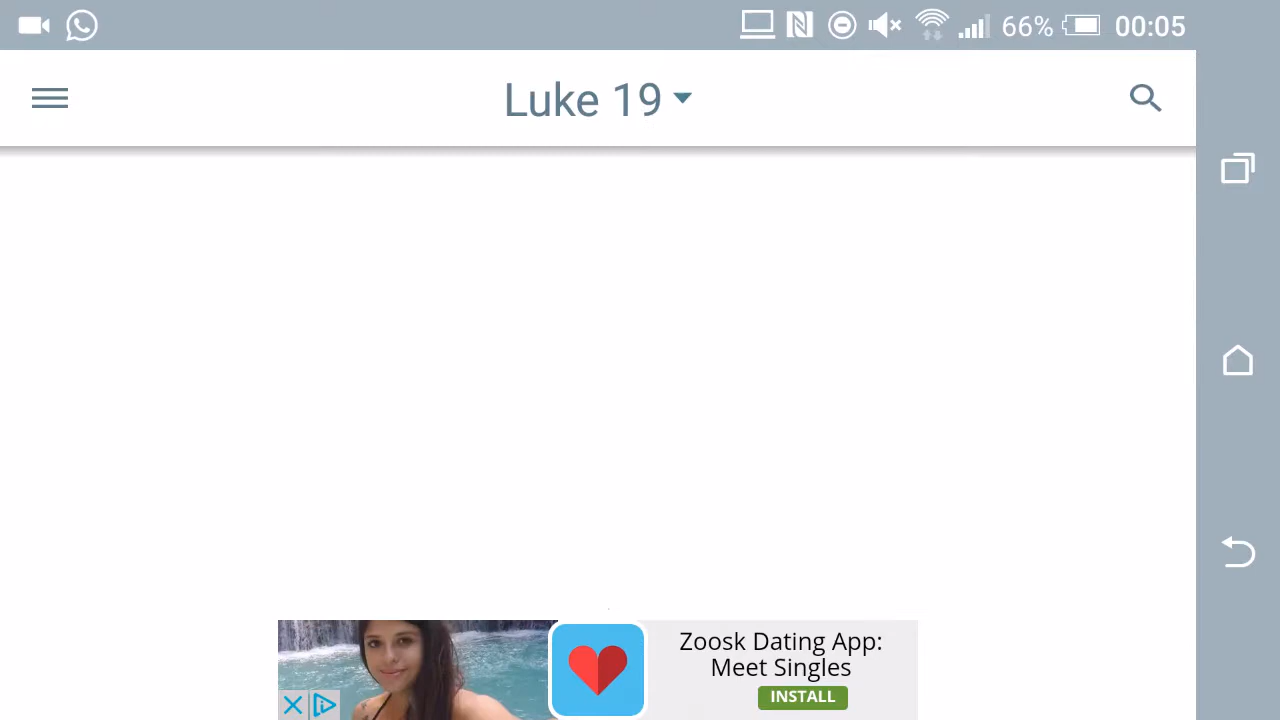 66% 00:05
Luke 19
Zoosk Dating App:
Meet Singles
INSTALL